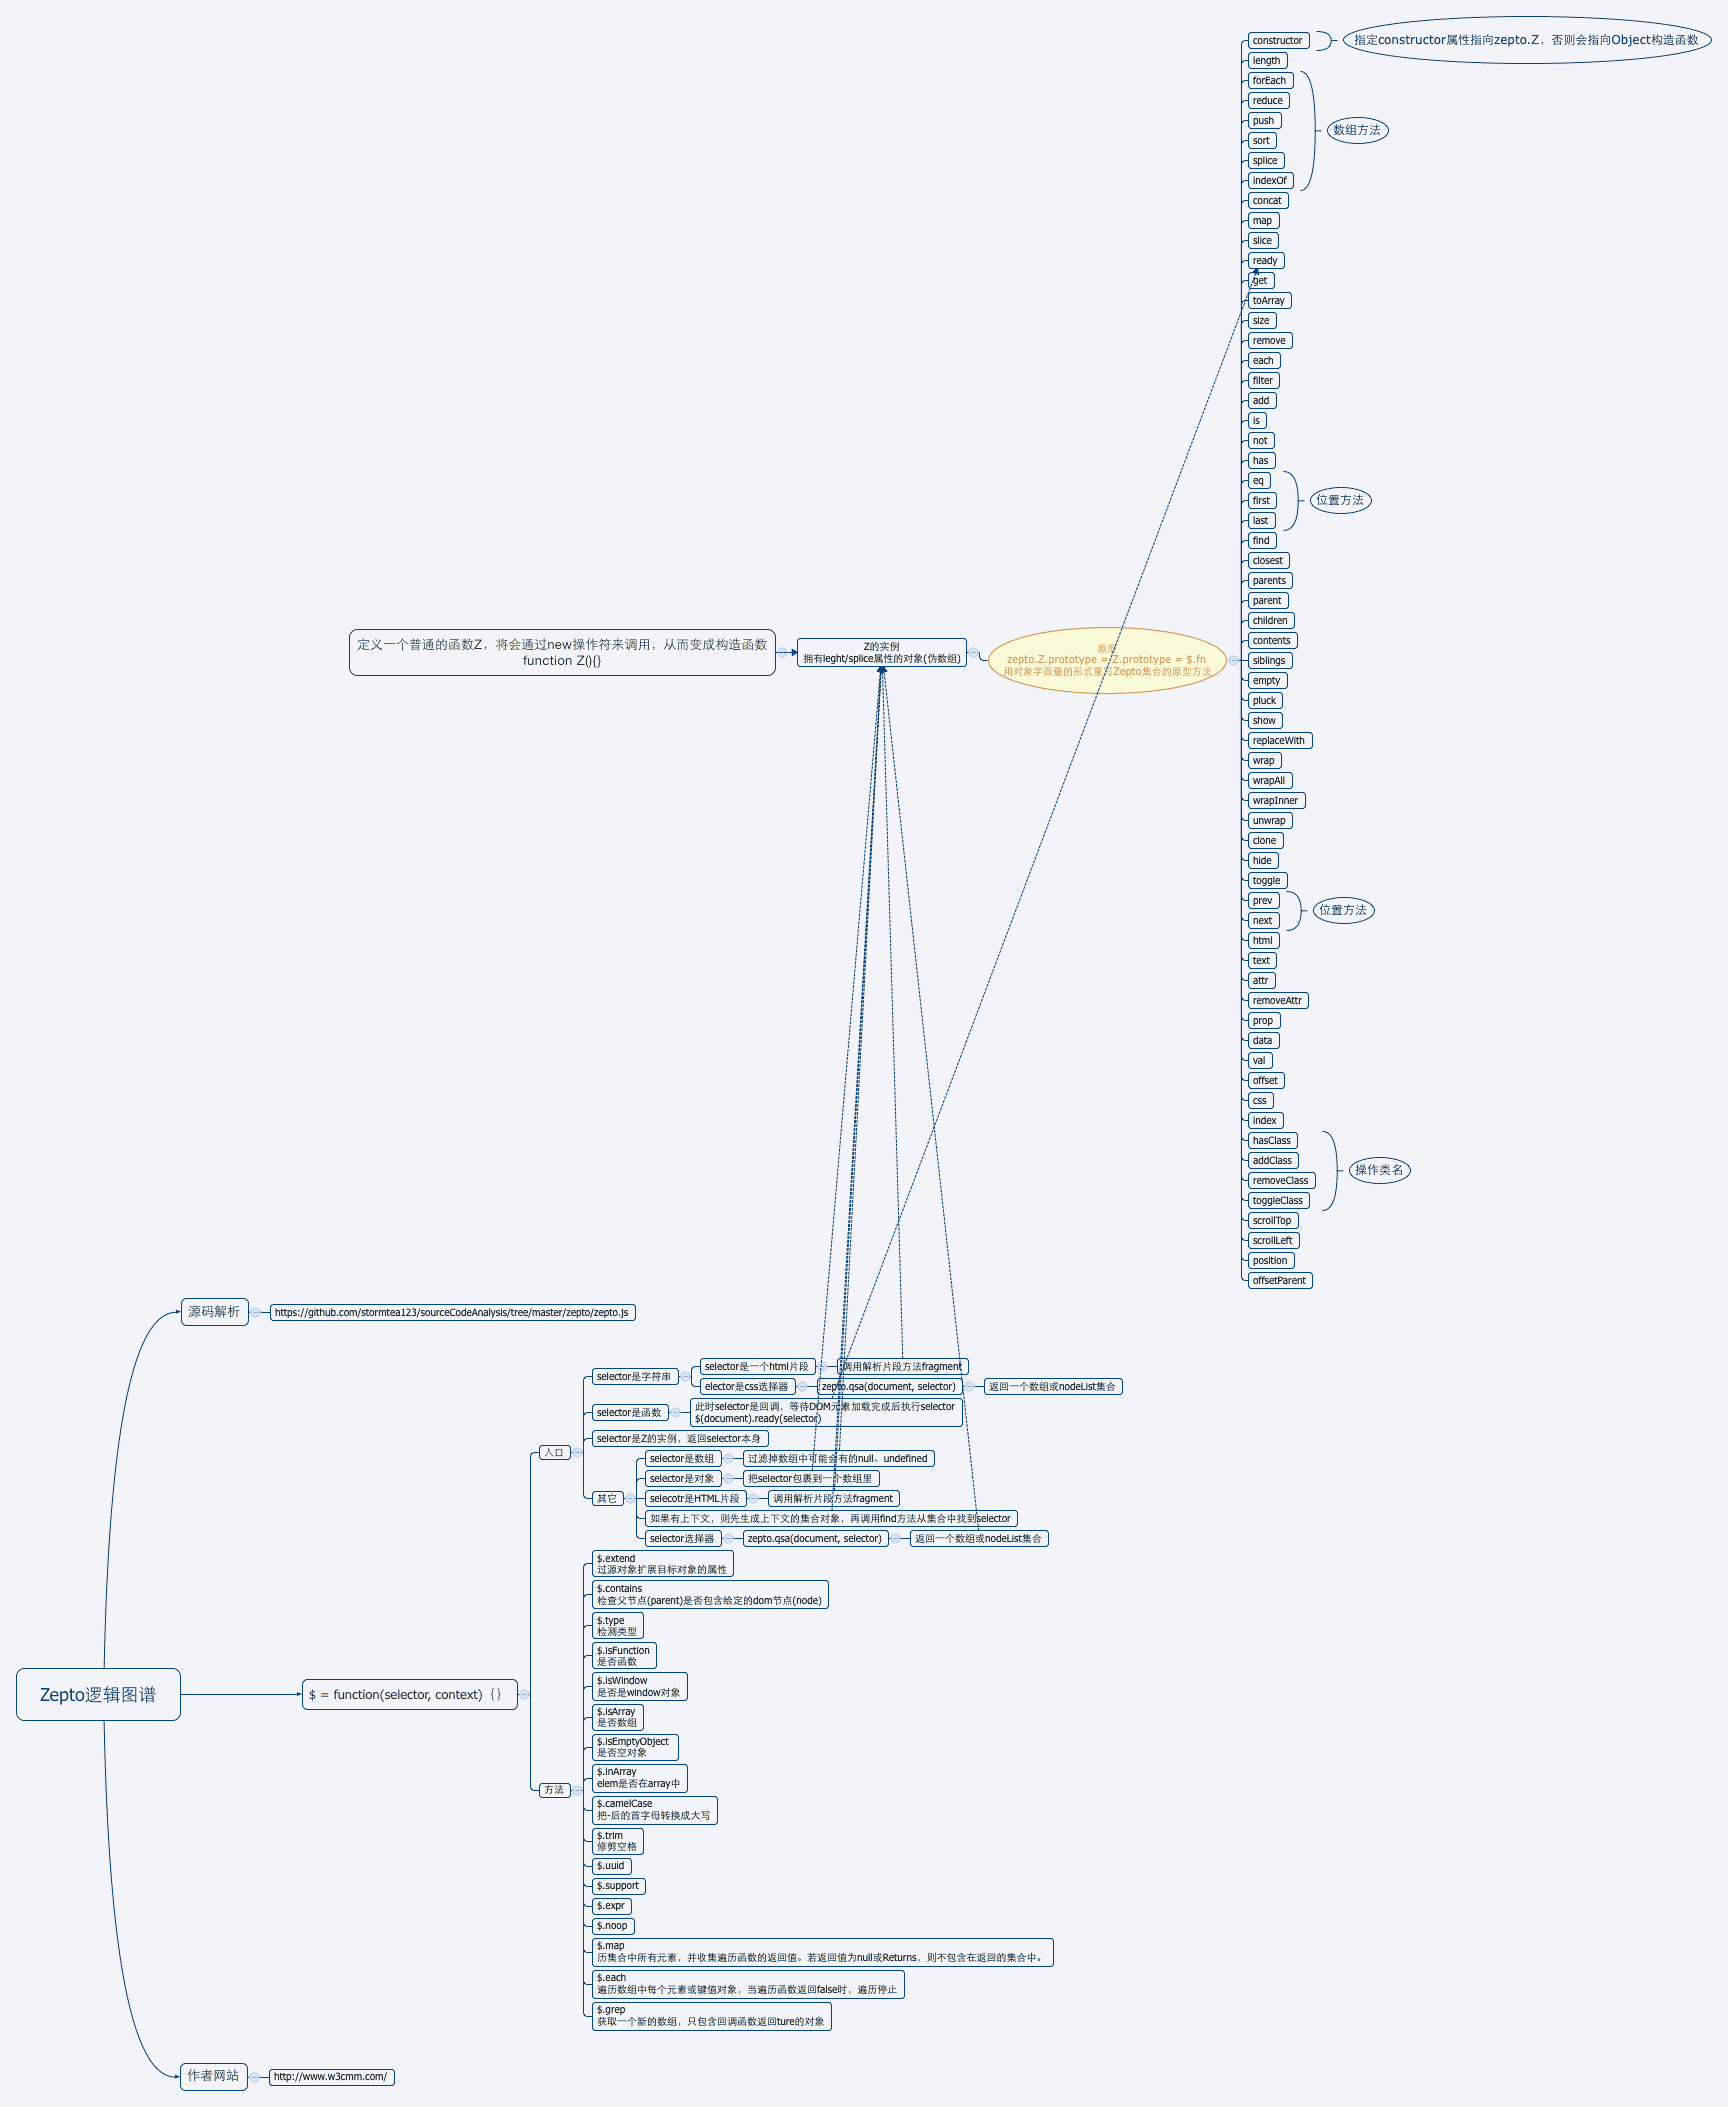 constructor
指定constructor属性指向zepto.Z，否则会指向Object构造函数
length
forEach
reduce
push
数组方法
sort
splice
indexOf
concat
map
slice
ready
get
toArray
size
remove
each
filter
add
is
not
has
eq
first
位置方法
last
find
closest
parents
parent
children
contents
siblings
empty
pluck
show
replaceWith
wrap
wrapAll
wrapInner
unwrap
clone
hide
toggle
prev
位置方法
next
html
text
attr
removeAttr
prop
data
val
offset
css
index
hasClass
addClass
操作类名
removeClass
toggleClass
scrollTop
scrollLeft
position
offsetParent
定义一个普通的函数Z，将会通过new操作符来调用，从而变成构造函数
function Z(){}
Z的实例
拥有leght/splice属性的对象(伪数组)
原型
zepto.Z.prototype = Z.prototype = $.fn
用对象字面量的形式重写Zepto集合的原型方法
源码解析
https://github.com/stormtea123/sourceCodeAnalysis/tree/master/zepto/zepto.js
Zepto逻辑图谱
$ = function(selector, context) {}
入口
selector是字符串
selector是一个html片段
调用解析片段方法fragment
elector是css选择器
zepto.qsa(document, selector)
返回一个数组或nodeList集合
selector是函数
此时selector是回调，等待DOM元素加载完成后执行selector
$(document).ready(selector)
selector是Z的实例，返回selector本身
其它
selector是数组
过滤掉数组中可能会有的null、undefined
selector是对象
把selector包裹到一个数组里
selecotr是HTML片段
调用解析片段方法fragment
如果有上下文，则先生成上下文的集合对象，再调用find方法从集合中找到selector
selector选择器
zepto.qsa(document, selector)
返回一个数组或nodeList集合
方法
$.extend
过源对象扩展目标对象的属性
$.contains
检查父节点(parent)是否包含给定的dom节点(node)
$.type
检测类型
$.isFunction
是否函数
$.isWindow
是否是window对象
$.isArray
是否数组
$.isEmptyObject
是否空对象
$.inArray
elem是否在array中
$.camelCase
把-后的首字母转换成大写
$.trim
修剪空格
$.uuid
$.support
$.expr
$.noop
$.map
历集合中所有元素，并收集遍历函数的返回值。若返回值为null或Returns，则不包含在返回的集合中。
$.each
遍历数组中每个元素或键值对象，当遍历函数返回false时，遍历停止
$.grep
获取一个新的数组，只包含回调函数返回ture的对象
作者网站
http://www.w3cmm.com/